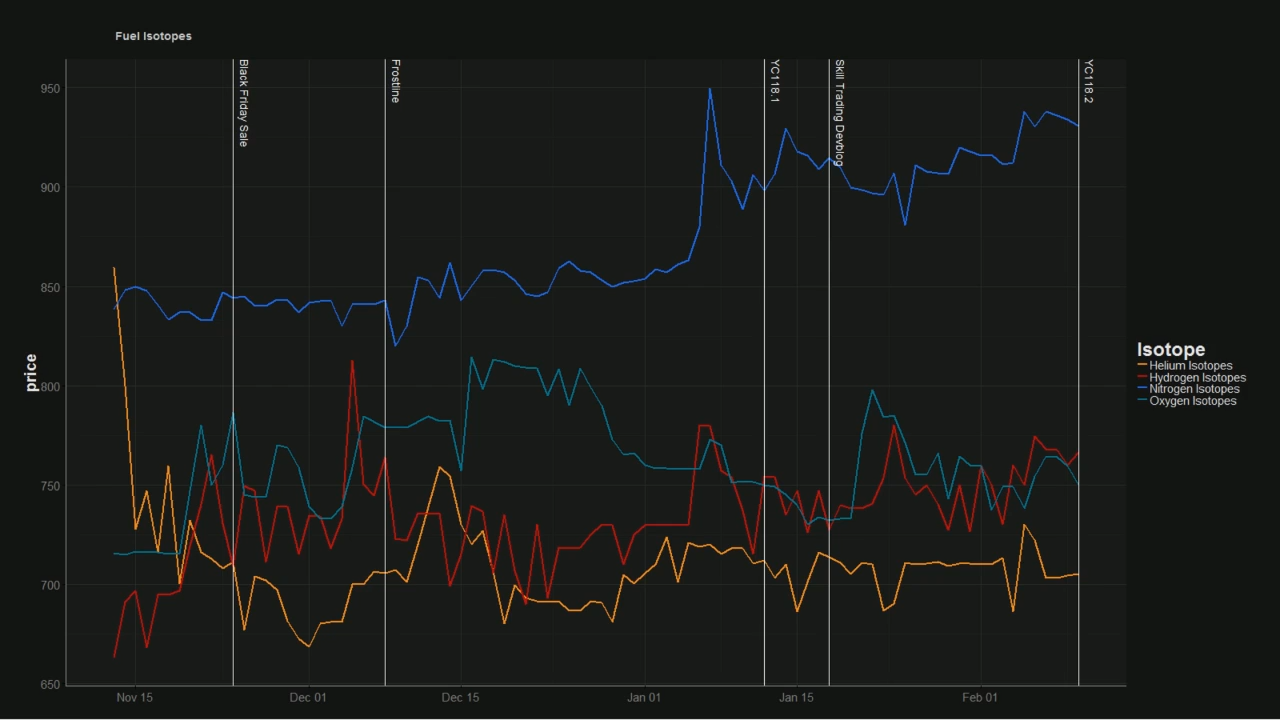 Fuel Isotopes
950
900
850
800
750
700
650
price
Black Friday Sale
Frostline
YC118.1
Skill Trading Devblog
YC118.2
Nov 15
Dec 01
Dec 15
Jan 01
Jan 15
Feb 01
Isotope
Helium Isotopes
Hydrogen Isotopes
Nitrogen Isotopes
Oxygen Isotopes